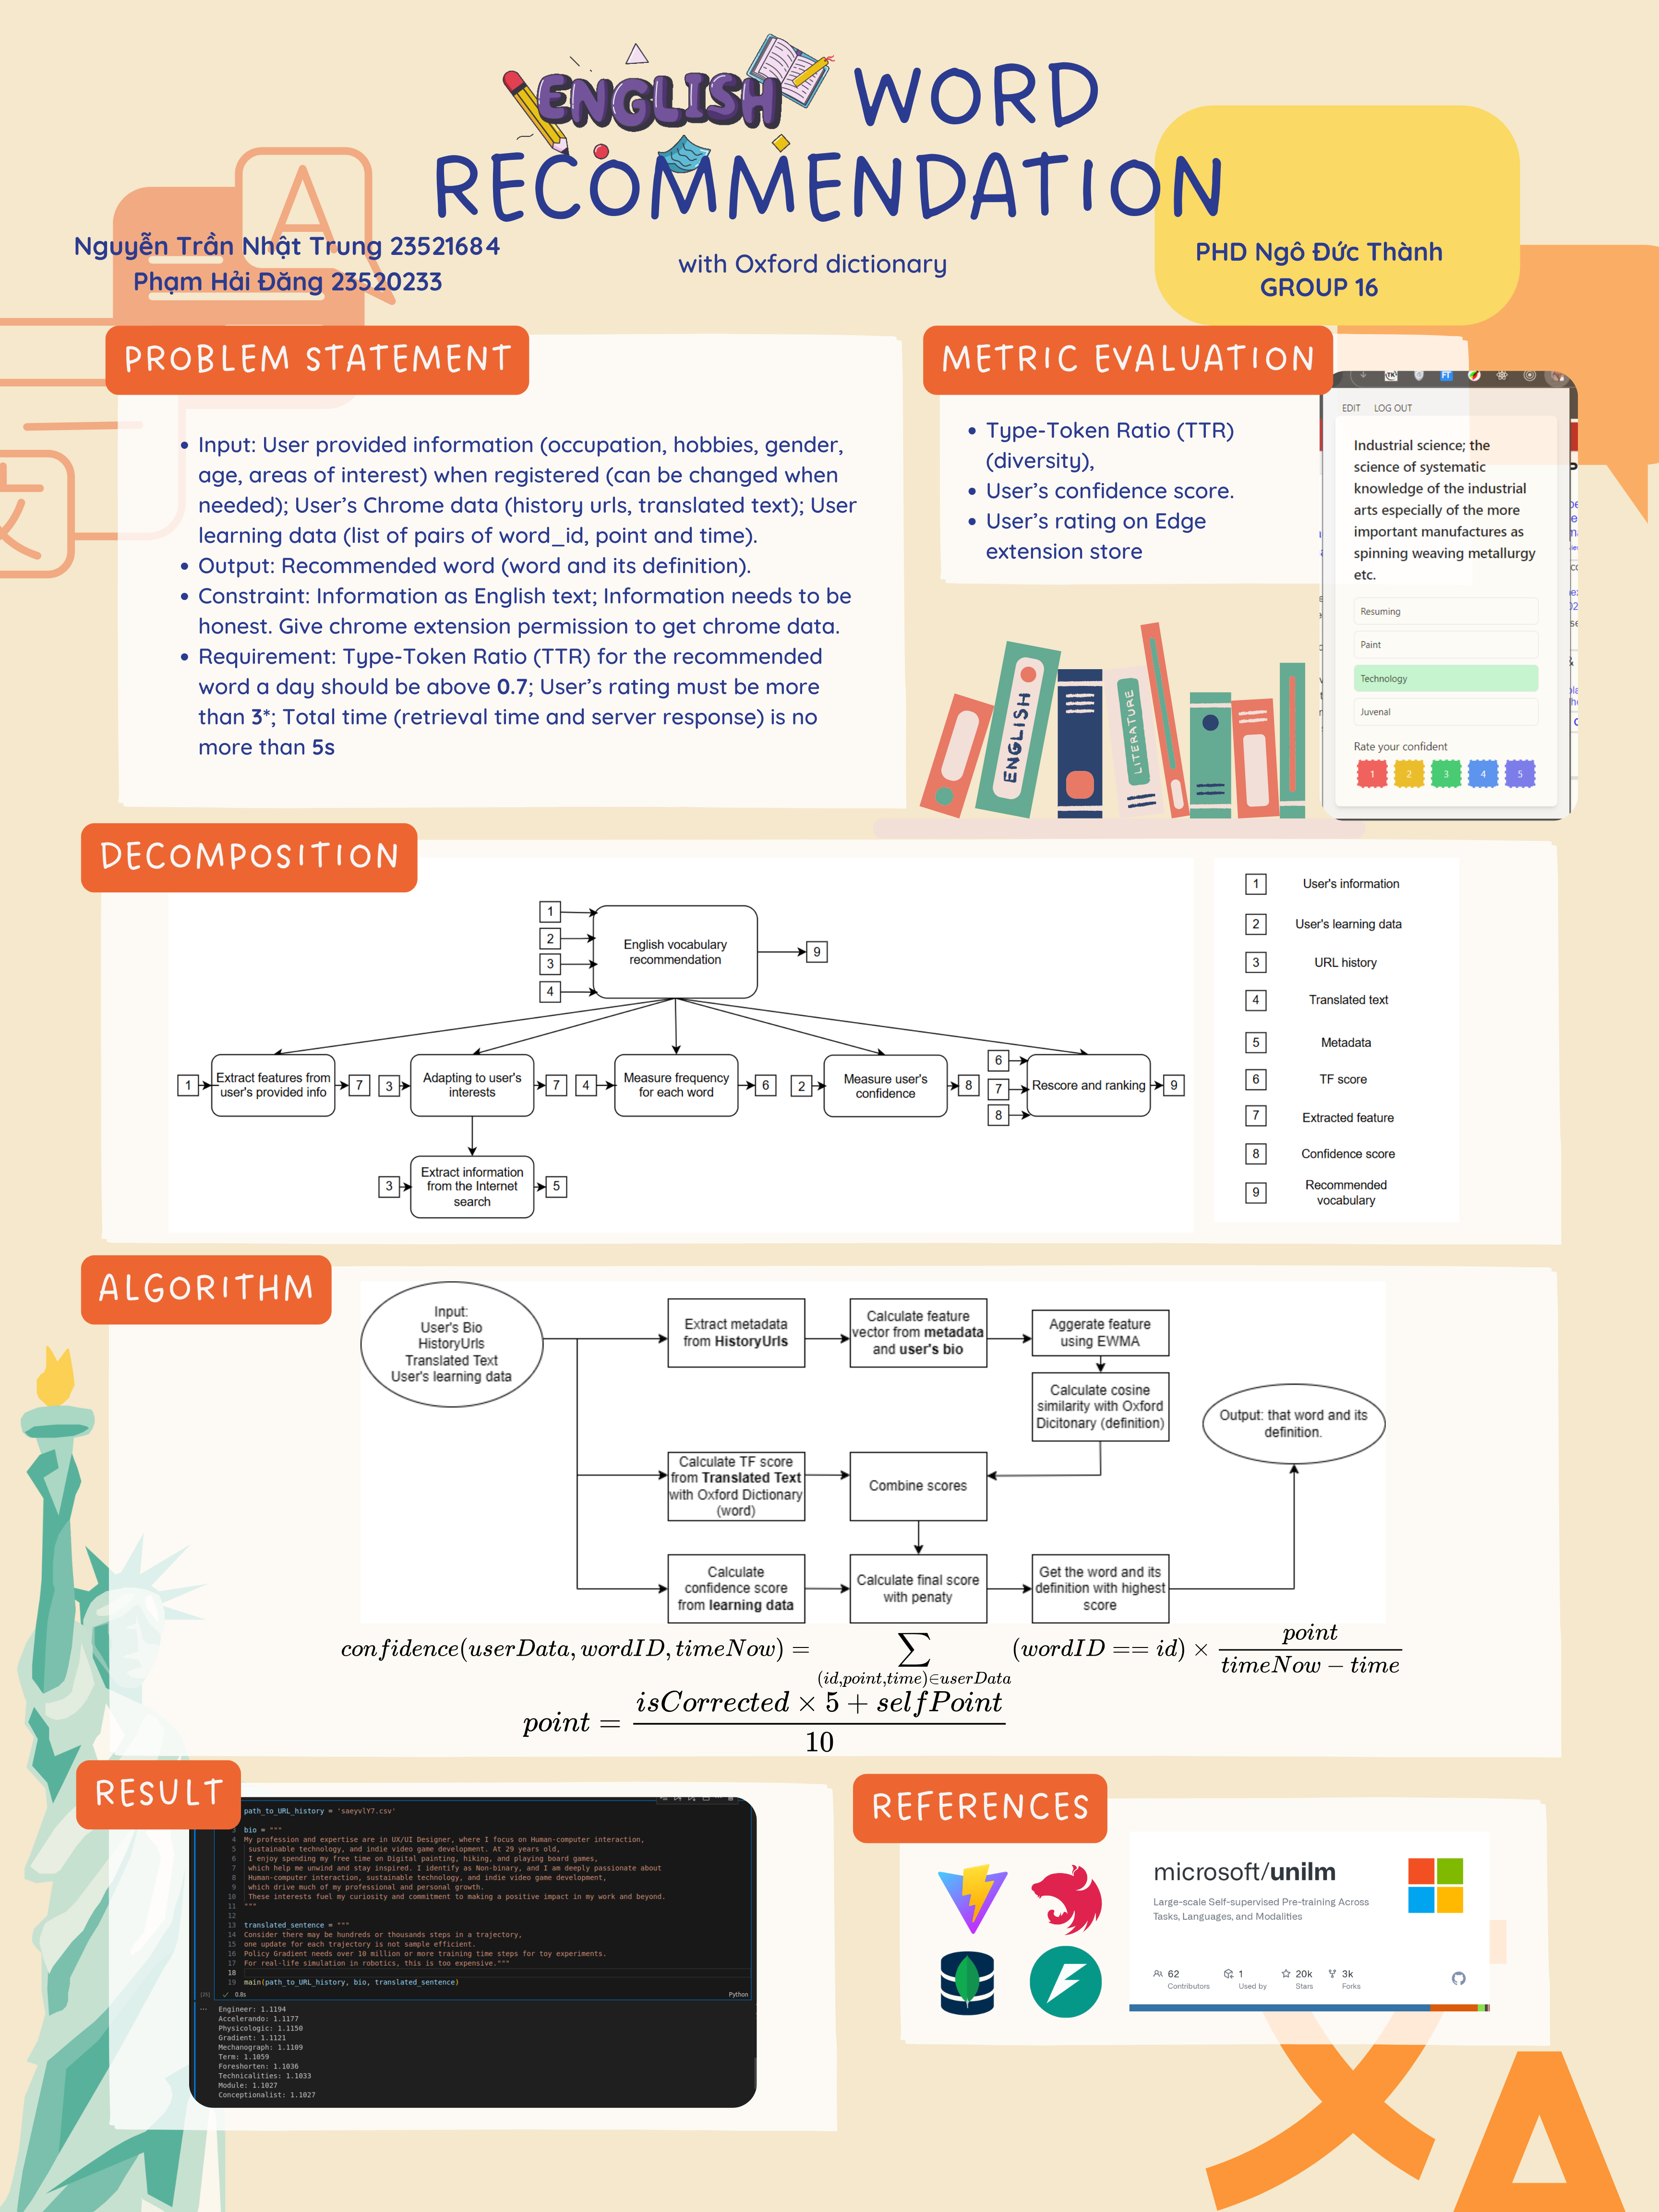 ENGLISH WORD
RECOMMENDATION
Nguyễn Trần Nhật Trung 23521684
Phạm Hải Đăng 23520233
with Oxford dictionary
PHD Ngô Đức Thành
GROUP 16
PROBLEM STATEMENT
• Input: User provided information (occupation, hobbies, gender,
age, areas of interest) when registered (can be changed when
needed); User's Chrome data (history urls, translated text); User
learning data (list of pairs of word_id, point and time).
• Output: Recommended word (word and its definition).
• Constraint: Information as English text; Information needs to be
honest. Give chrome extension permission to get chrome data.
• Requirement: Type-Token Ratio (TTR) for the recommended
word a day should be above 0.7; User's rating must be more
than 3*; Total time (retrieval time and server response) is no
more than 5s
METRIC EVALUATION
• Type-Token Ratio (TTR)
(diversity),
• User's confidence score.
• User's rating on Edge
extension store
FT
EDIT LOG OUT
Industrial science; the
science of systematic
knowledge of the industrial
arts especially of the more
important manufactures as
spinning weaving metallurgy
etc.
Resuming
Paint
Technology
Juvenal
Rate your confident
1 2 3 4 5
ENGLISH
LITERATURE
DECOMPOSITION
1
2
3
4
English vocabulary
recommendation
9
1
Extract features from
user's provided info
7
3
Adapting to user's
interests
7
4
Measure frequency
for each word
6
2
Measure user's
confidence
8
6
7
8
Rescore and ranking
9
3
Extract information
from the Internet
search
5
1 User's information
2 User's learning data
3 URL history
4 Translated text
5 Metadata
6 TF score
7 Extracted feature
8 Confidence score
9 Recommended
vocabulary
ALGORITHM
Input:
User's Bio
HistoryUrls
Translated Text
User's learning data
Extract metadata
from HistoryUrls
Calculate feature
vector from metadata
and user's bio
Aggerate feature
using EWMA
Calculate cosine
similarity with Oxford
Dicitonary (definition)
Calculate TF score
from Translated Text
with Oxford Dictionary
(word)
Combine scores
Calculate
confidence score
from learning data
Calculate final score
with penaty
Get the word and its
definition with highest
score
Output: that word and its
definition.
confidence(userData, wordID, timeNow) = ∑ (id,point,time)∈userData (wordID == id) × point / (timeNow − time)
point = (isCorrected × 5 + selfPoint) / 10
RESULT
path_to_URL_history = 'saeyvlY7.csv'
3 bio = """
4 My profession and expertise are in UX/UI Designer, where I focus on Human-computer interaction,
5 sustainable technology, and indie video game development. At 29 years old,
6 I enjoy spending my free time on Digital painting, hiking, and playing board games,
7 which help me unwind and stay inspired. I identify as Non-binary, and I am deeply passionate about
8 Human-computer interaction, sustainable technology, and indie video game development,
9 which drive much of my professional and personal growth.
10 These interests fuel my curiosity and commitment to making a positive impact in my work and beyond.
11 """
12
13 translated_sentence = """
14 Consider there may be hundreds or thousands steps in a trajectory,
15 one update for each trajectory is not sample efficient.
16 Policy Gradient needs over 10 million or more training time steps for toy experiments.
17 For real-life simulation in robotics, this is too expensive."""
18
19 main(path_to_URL_history, bio, translated_sentence)
0.8s
Python
Engineer: 1.1194
Accelerando: 1.1177
Physicologic: 1.1150
Gradient: 1.1121
Mechanograph: 1.1109
Term: 1.1059
Foreshorten: 1.1036
Technicalities: 1.1033
Module: 1.1027
Conceptionalist: 1.1027
REFERENCES
microsoft/unilm
Large-scale Self-supervised Pre-training Across
Tasks, Languages, and Modalities
62
Contributors
1
Used by
20k
Stars
3k
Forks
A
文
A